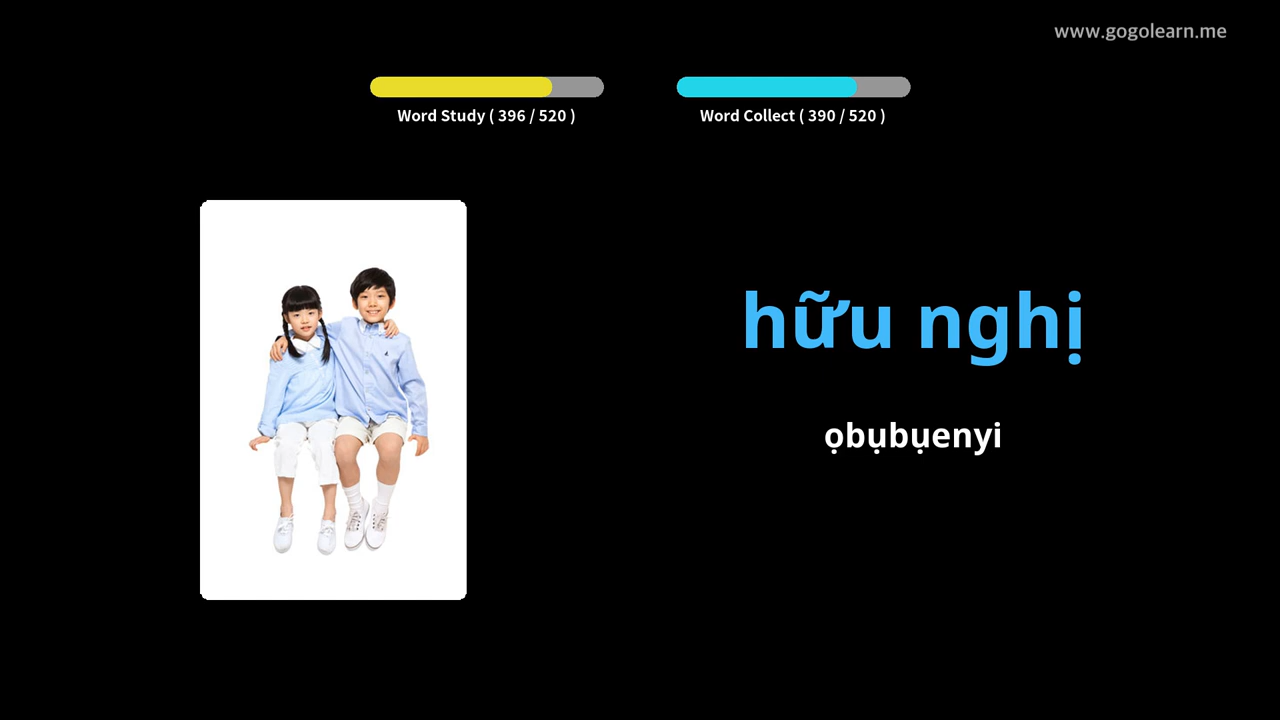 www.gogolearn.me
Word Study ( 396 / 520 )
Word Collect ( 390 / 520 )
hữu nghị
ọbụbụenyi